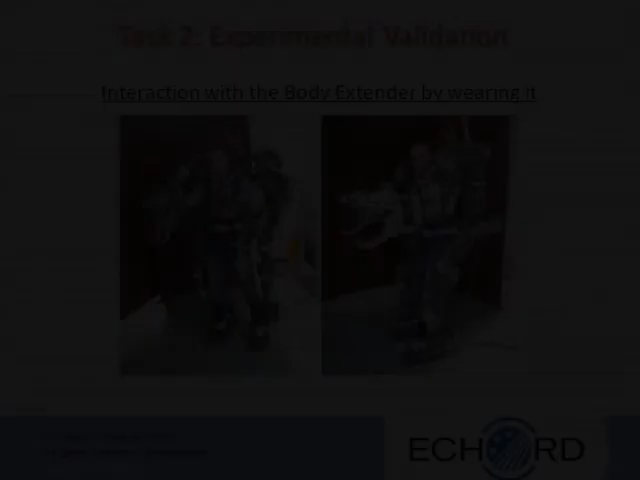 Task 2: Experimental Validation
Interaction with the Body Extender by wearing it
ECHORD